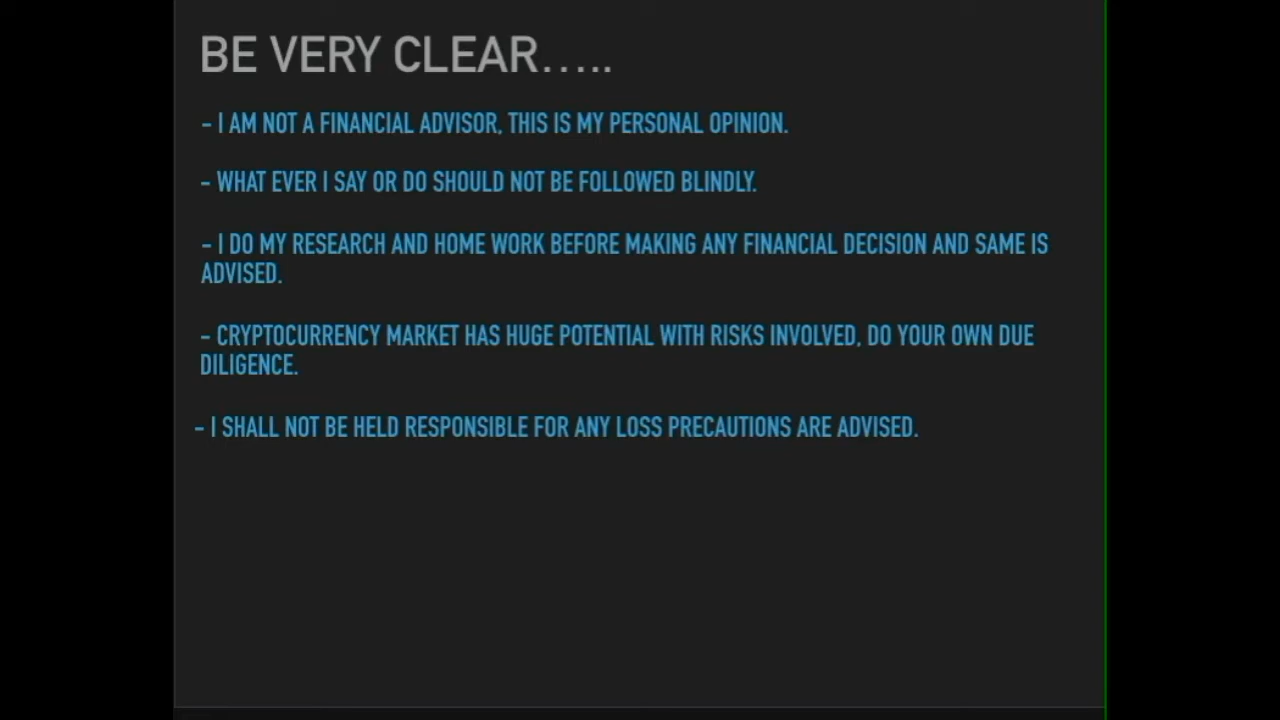 BE VERY CLEAR.....
- I AM NOT A FINANCIAL ADVISOR, THIS IS MY PERSONAL OPINION.
- WHAT EVER I SAY OR DO SHOULD NOT BE FOLLOWED BLINDLY.
- I DO MY RESEARCH AND HOME WORK BEFORE MAKING ANY FINANCIAL DECISION AND SAME IS
ADVISED.
- CRYPTOCURRENCY MARKET HAS HUGE POTENTIAL WITH RISKS INVOLVED, DO YOUR OWN DUE
DILIGENCE.
- I SHALL NOT BE HELD RESPONSIBLE FOR ANY LOSS PRECAUTIONS ARE ADVISED.